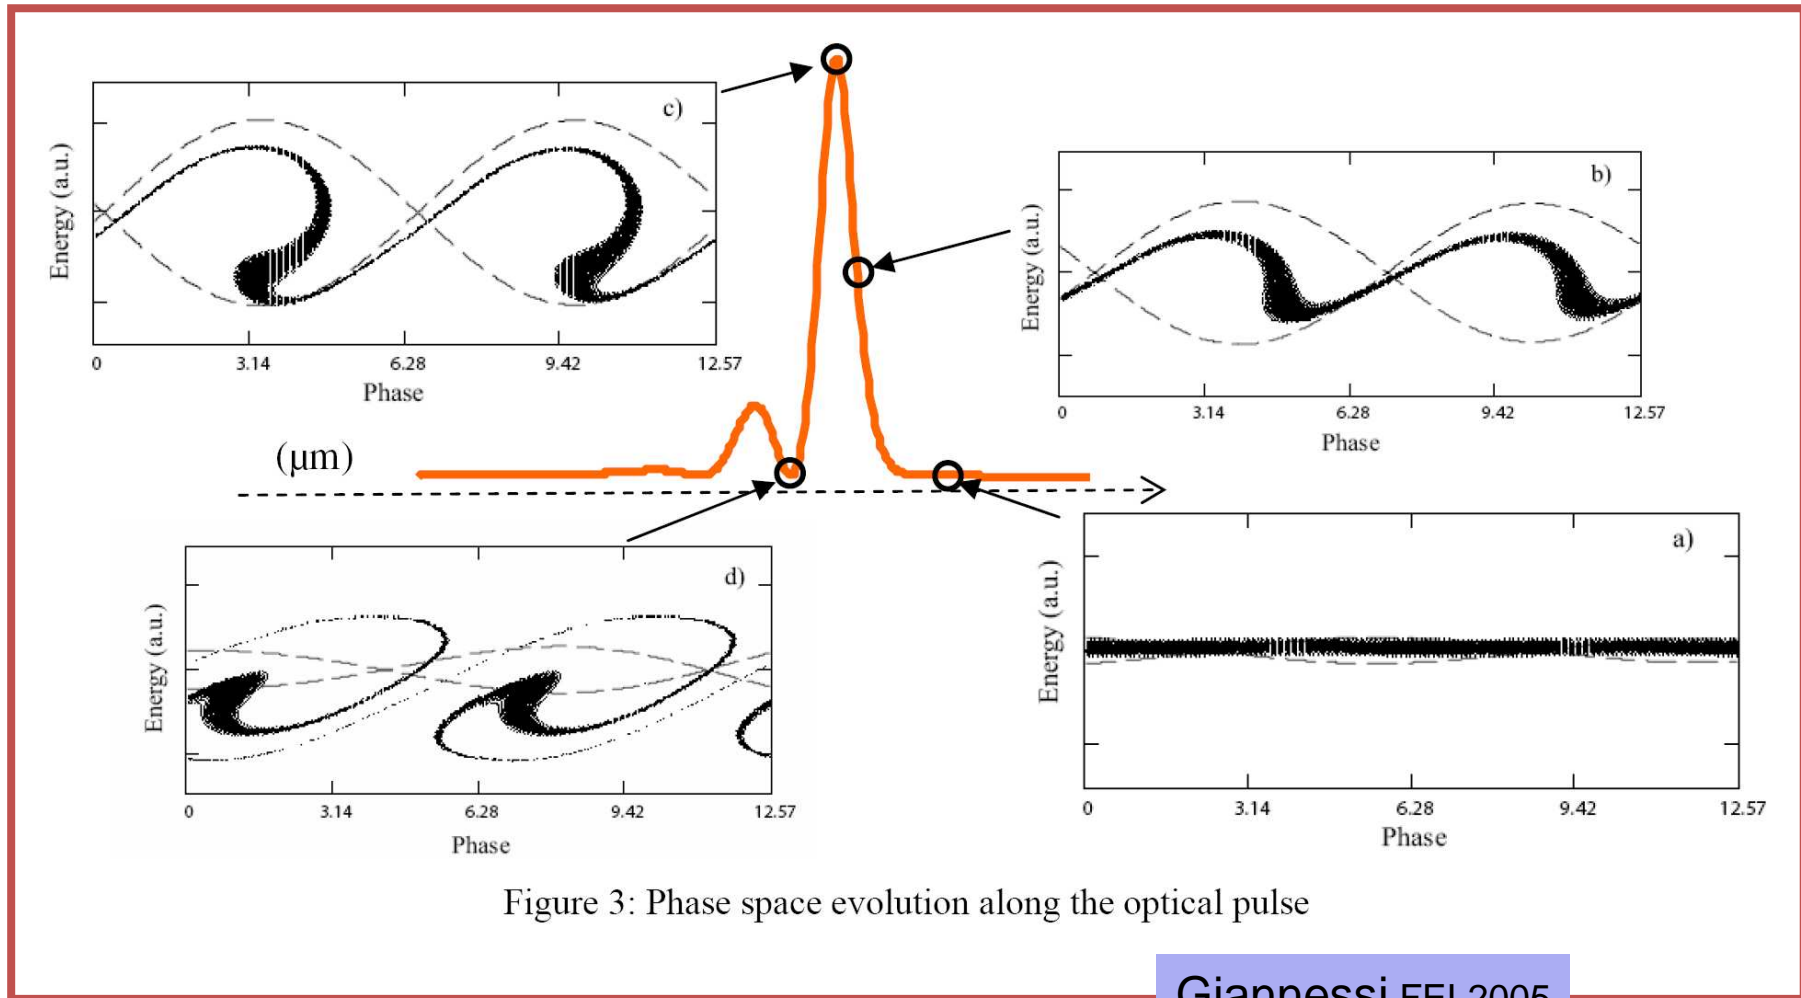 c)
Energy (a.u.)
0 3.14 6.28 9.42 12.57
Phase
b)
Energy (a.u.)
0 3.14 6.28 9.42 12.57
Phase
(μm)
d)
Energy (a.u.)
0 3.14 6.28 9.42 12.57
Phase
a)
Energy (a.u.)
0 3.14 6.28 9.42 12.57
Phase
Figure 3: Phase space evolution along the optical pulse
Giannessi FEL2005